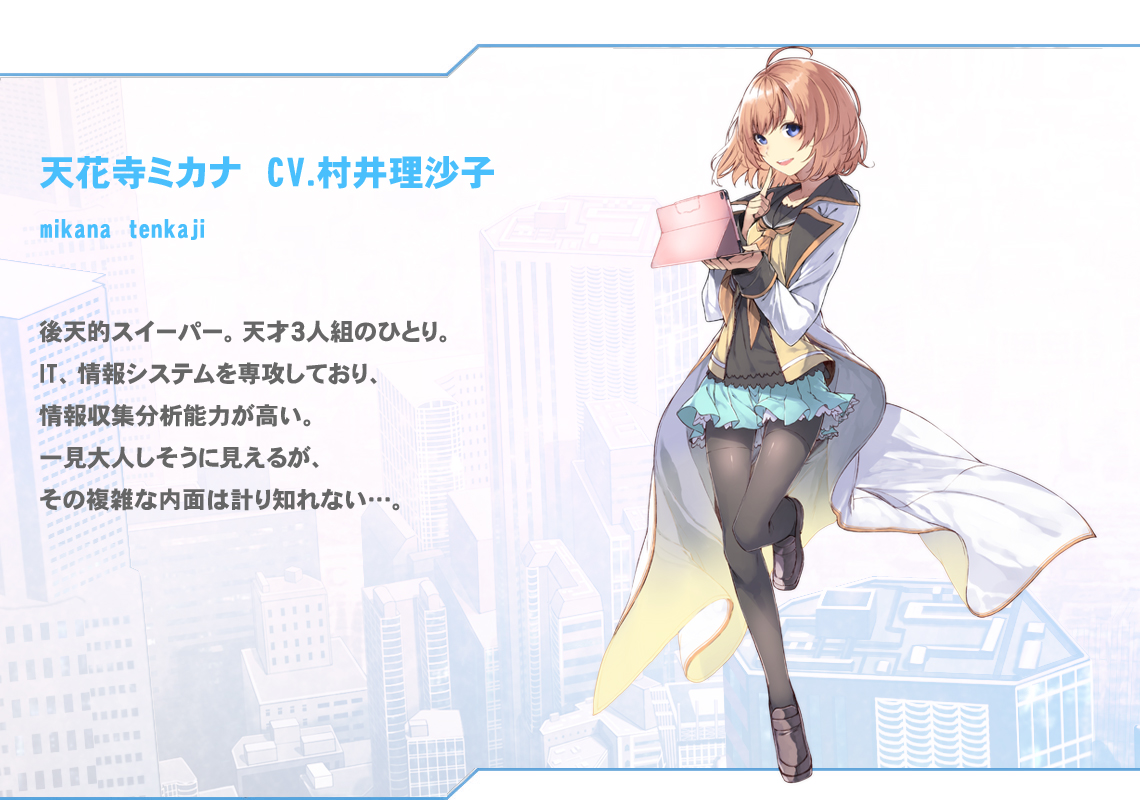 天花寺ミカナ CV.村井理沙子
mikana tenkaji
後天的スイーパー。天才3人組のひとり。
IT、情報システムを専攻しており、
情報収集分析能力が高い。
一見大人しそうに見えるが、
その複雑な内面は計り知れない…。